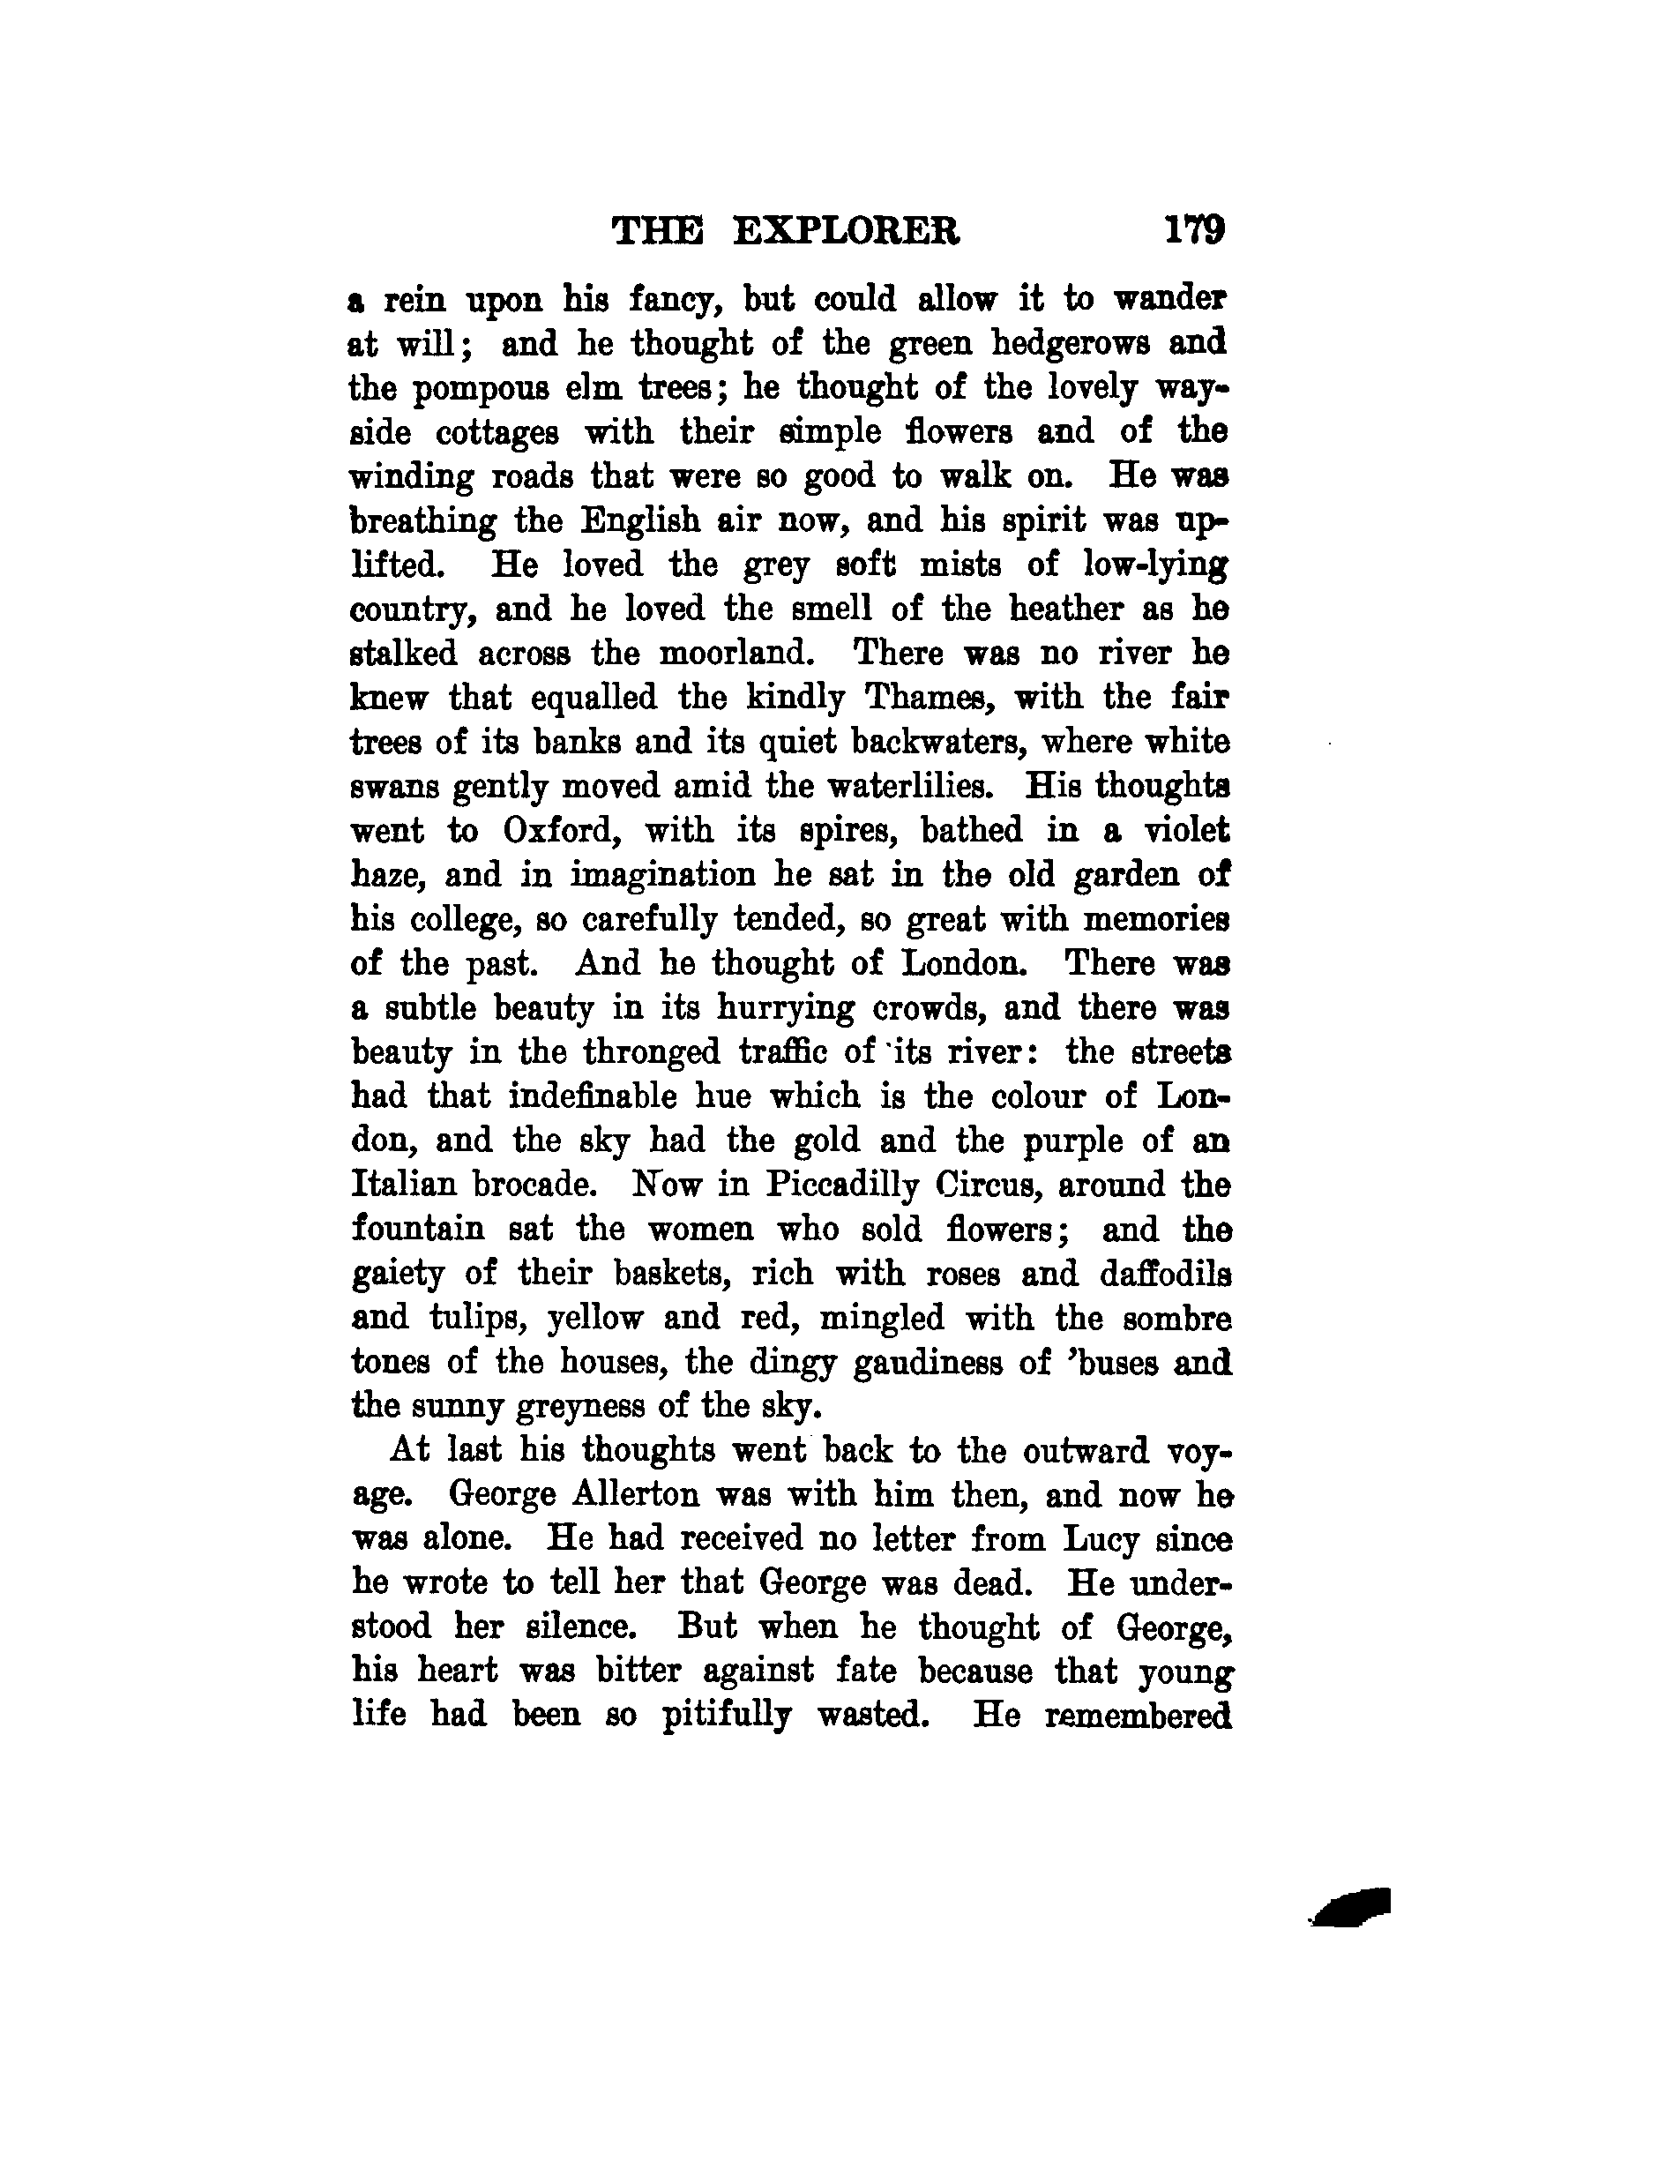 THE EXPLORER 179
a rein upon his fancy, but could allow it to wander
at will; and he thought of the green hedgerows and
the pompous elm trees; he thought of the lovely way-
side cottages with their simple flowers and of the
winding roads that were so good to walk on. He was
breathing the English air now, and his spirit was up-
lifted. He loved the grey soft mists of low-lying
country, and he loved the smell of the heather as he
stalked across the moorland. There was no river he
knew that equalled the kindly Thames, with the fair
trees of its banks and its quiet backwaters, where white
swans gently moved amid the waterlilies. His thoughts
went to Oxford, with its spires, bathed in a violet
haze, and in imagination he sat in the old garden of
his college, so carefully tended, so great with memories
of the past. And he thought of London. There was
a subtle beauty in its hurrying crowds, and there was
beauty in the thronged traffic of its river: the streets
had that indefinable hue which is the colour of Lon-
don, and the sky had the gold and the purple of an
Italian brocade. Now in Piccadilly Circus, around the
fountain sat the women who sold flowers; and the
gaiety of their baskets, rich with roses and daffodils
and tulips, yellow and red, mingled with the sombre
tones of the houses, the dingy gaudiness of ’buses and
the sunny greyness of the sky.
At last his thoughts went back to the outward voy-
age. George Allerton was with him then, and now he
was alone. He had received no letter from Lucy since
he wrote to tell her that George was dead. He under-
stood her silence. But when he thought of George,
his heart was bitter against fate because that young
life had been so pitifully wasted. He remembered